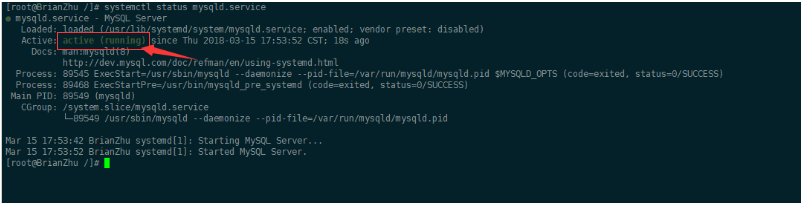 [root@BrianZhu /]# systemctl status mysqld.service
● mysqld.service - MySQL Server
Loaded: loaded (/usr/lib/systemd/system/mysqld.service; enabled; vendor preset: disabled)
Active: active (running) since Thu 2018-03-15 17:53:52 CST; 18s ago
Docs: man:mysqld(8)
http://dev.mysql.com/doc/refman/en/using-systemd.html
Process: 89545 ExecStart=/usr/sbin/mysqld --daemonize --pid-file=/var/run/mysqld/mysqld.pid $MYSQLD_OPTS (code=exited, status=0/SUCCESS)
Process: 89468 ExecStartPre=/usr/bin/mysqld_pre_systemd (code=exited, status=0/SUCCESS)
Main PID: 89549 (mysqld)
CGroup: /system.slice/mysqld.service
└─89549 /usr/sbin/mysqld --daemonize --pid-file=/var/run/mysqld/mysqld.pid
Mar 15 17:53:42 BrianZhu systemd[1]: Starting MySQL Server...
Mar 15 17:53:52 BrianZhu systemd[1]: Started MySQL Server.
[root@BrianZhu /]#